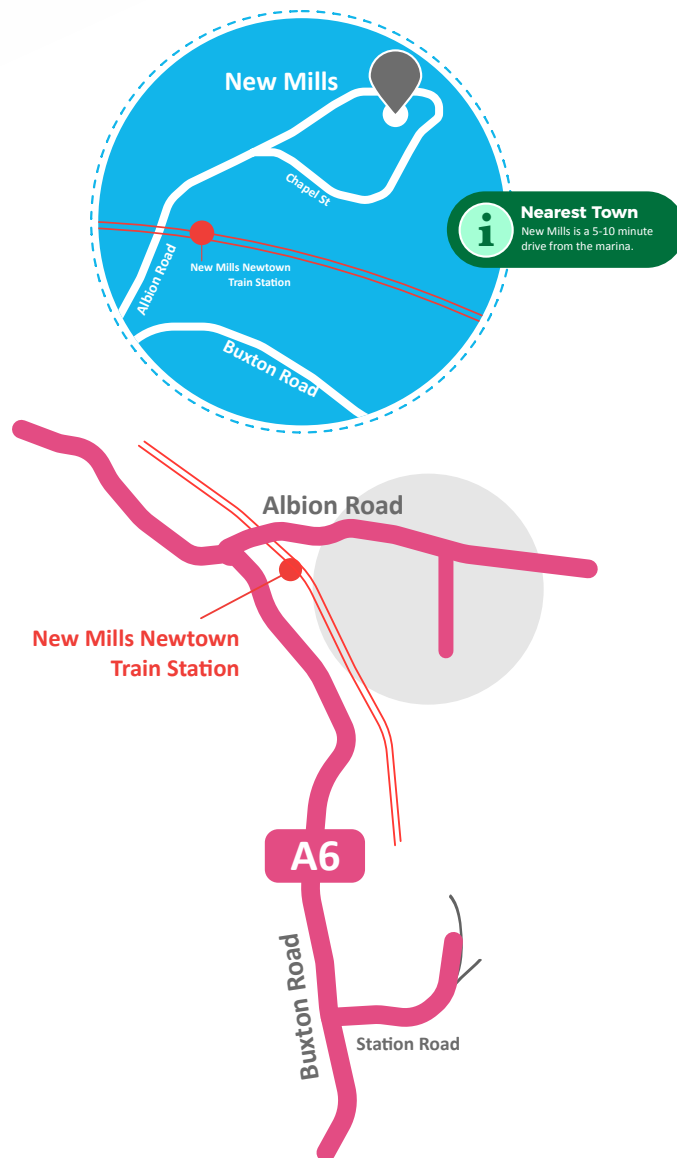 New Mills
Chapel St
Nearest Town
New Mills is a 5-10 minute
drive from the marina.
Albion Road
New Mills Newtown
Train Station
Buxton Road
Albion Road
New Mills Newtown
Train Station
A6
Buxton Road
Station Road